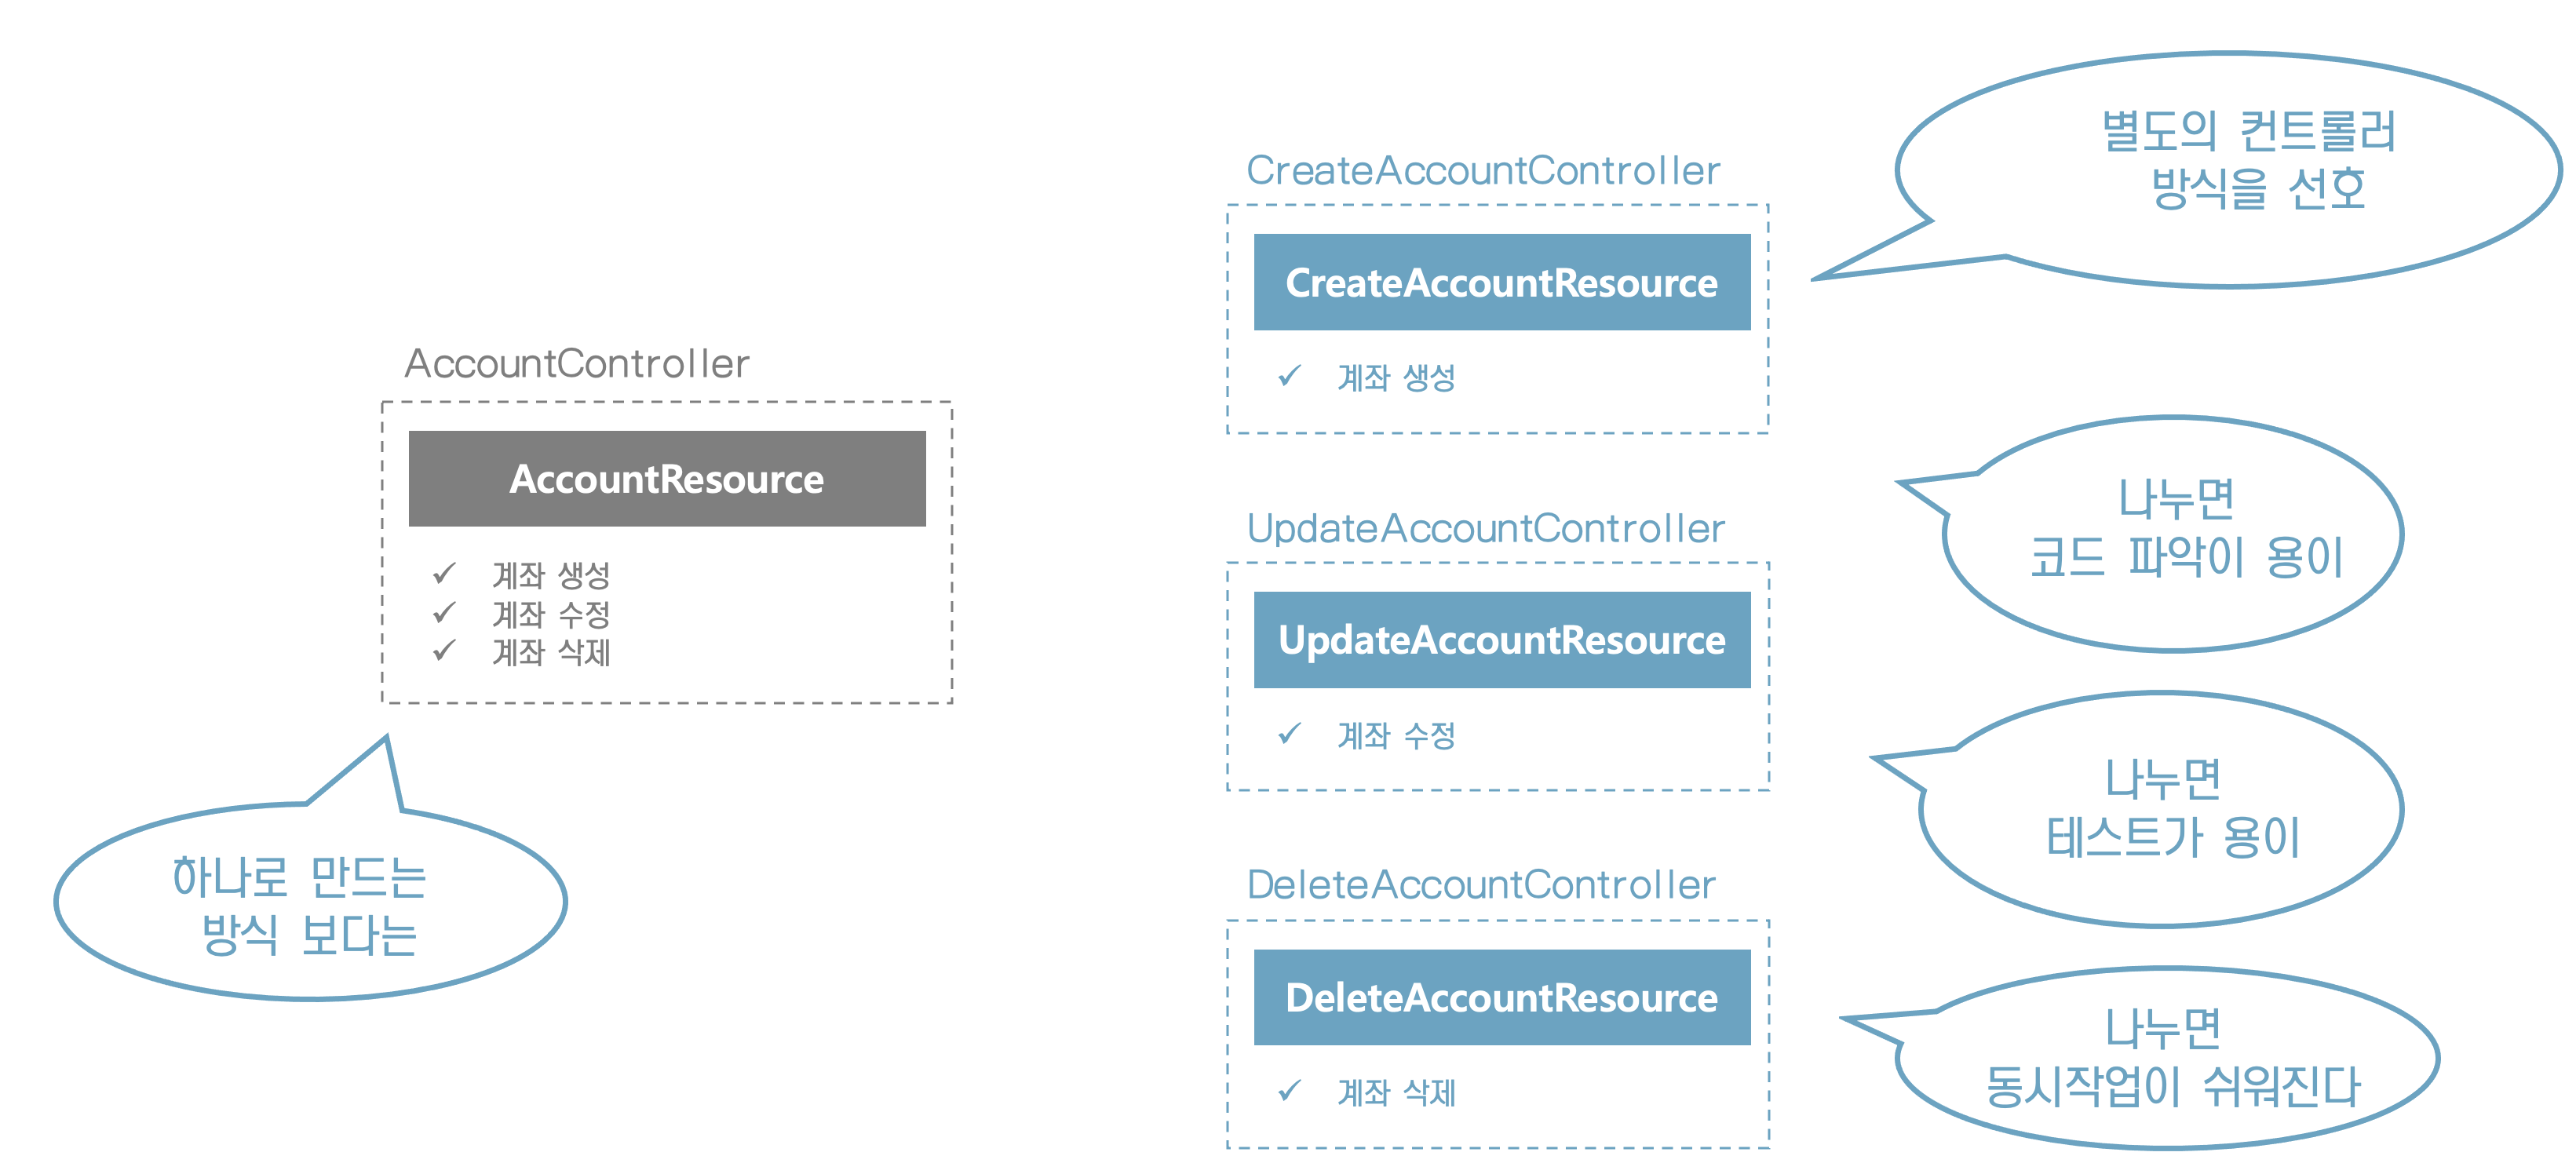 AccountController
AccountResource
✓ 계좌 생성
✓ 계좌 수정
✓ 계좌 삭제
하나로 만드는
방식 보다는
CreateAccountController
CreateAccountResource
✓ 계좌 생성
UpdateAccountController
UpdateAccountResource
✓ 계좌 수정
DeleteAccountController
DeleteAccountResource
✓ 계좌 삭제
별도의 컨트롤러
방식을 선호
나누면
코드 파악이 용이
나누면
테스트가 용이
나누면
동시작업이 쉬워진다